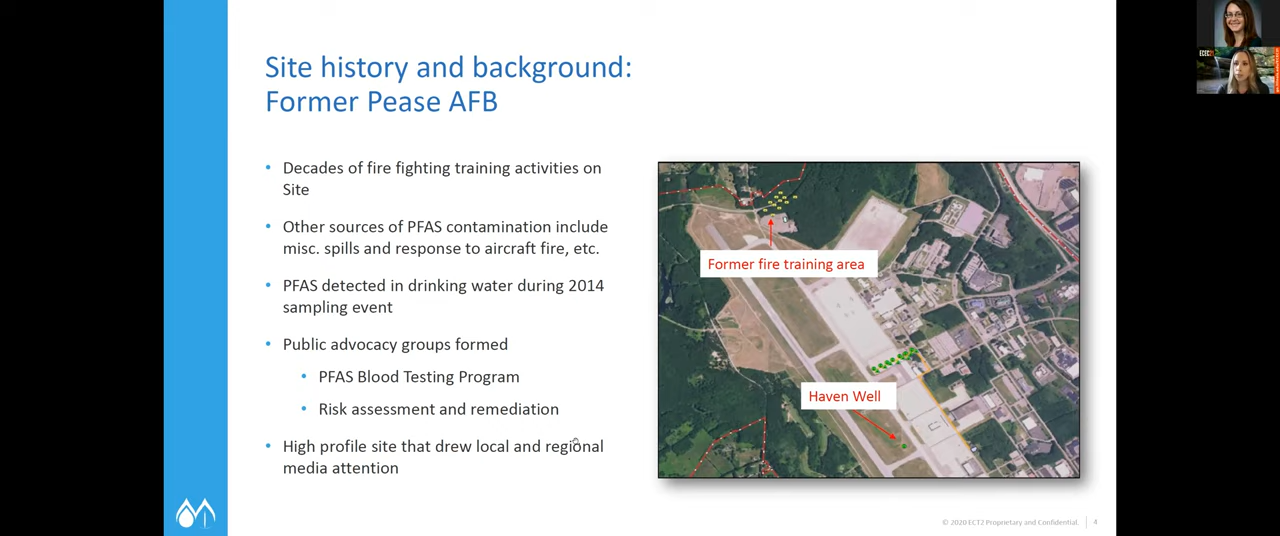 Site history and background:
Former Pease AFB
• Decades of fire fighting training activities on
Site
• Other sources of PFAS contamination include
misc. spills and response to aircraft fire, etc.
• PFAS detected in drinking water during 2014
sampling event
• Public advocacy groups formed
• PFAS Blood Testing Program
• Risk assessment and remediation
• High profile site that drew local and regional
media attention
Former fire training area
Haven Well
© 2020 ECT2 Proprietary and Confidential.
4